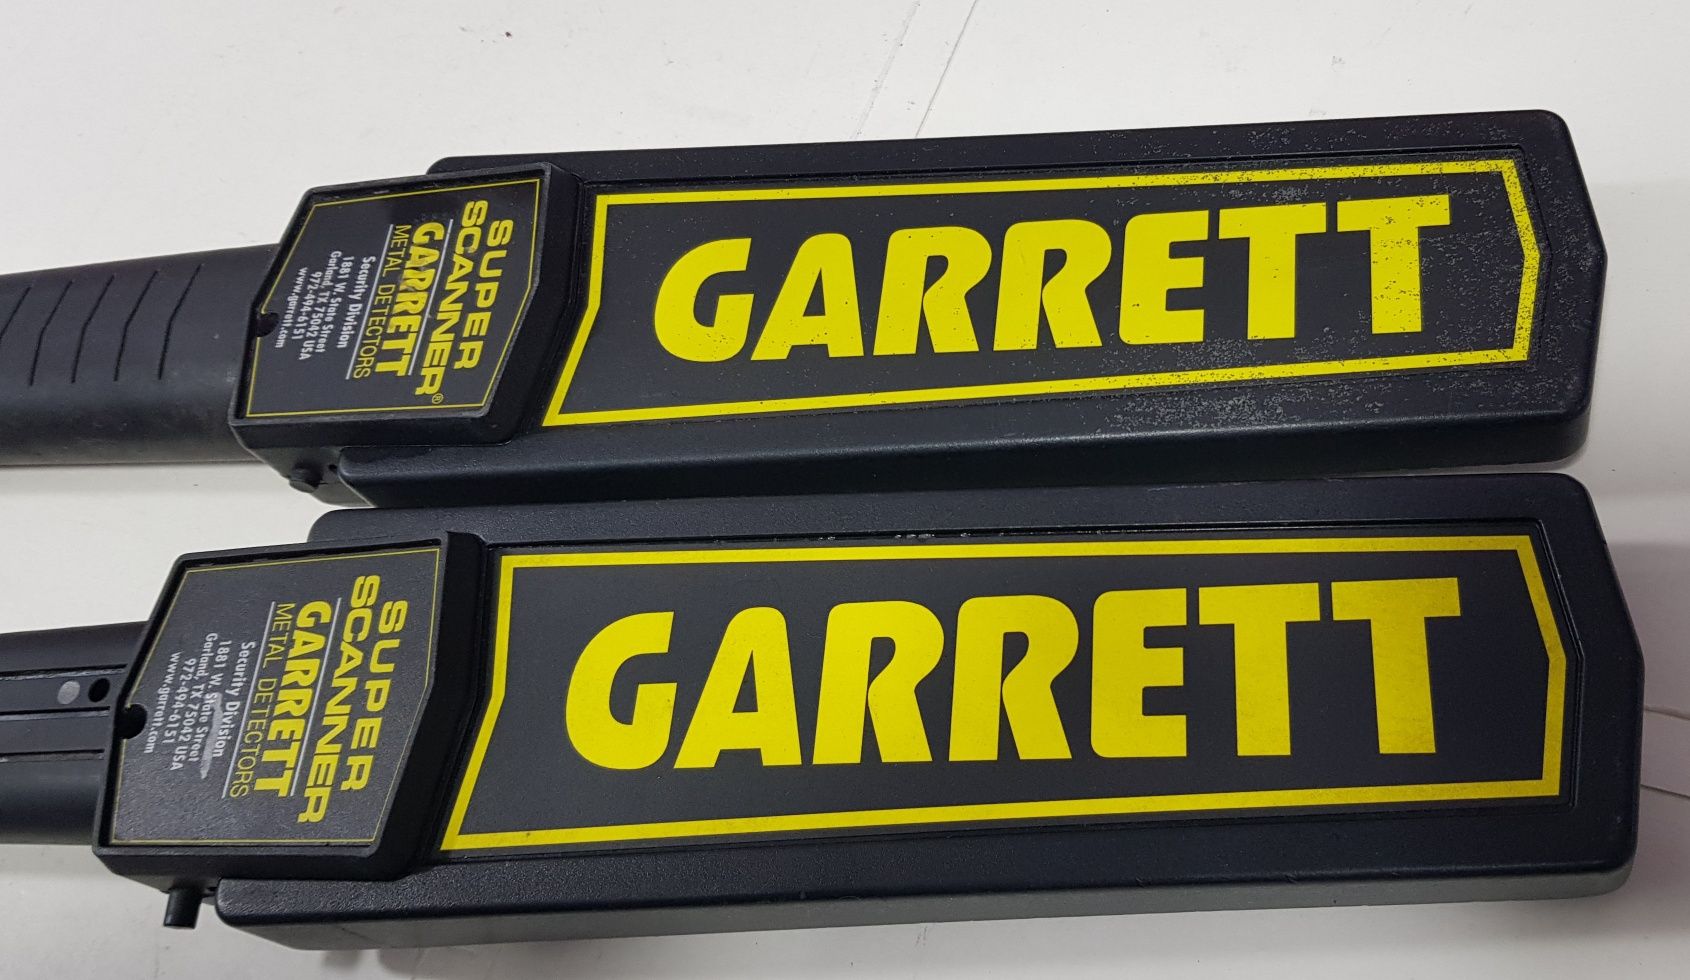 GARRETT
SUPER
SCANNER®
GARRETT
METAL DETECTORS
Security Division
1881 W. State Street
Garland, TX 75042 USA
972-494-6151
www.garrett.com
GARRETT
SUPER
SCANNER
GARRETT
METAL DETECTORS
Security Division
1881 W. State Street
Garland, TX 75042 USA
972-494-6151
www.garrett.com